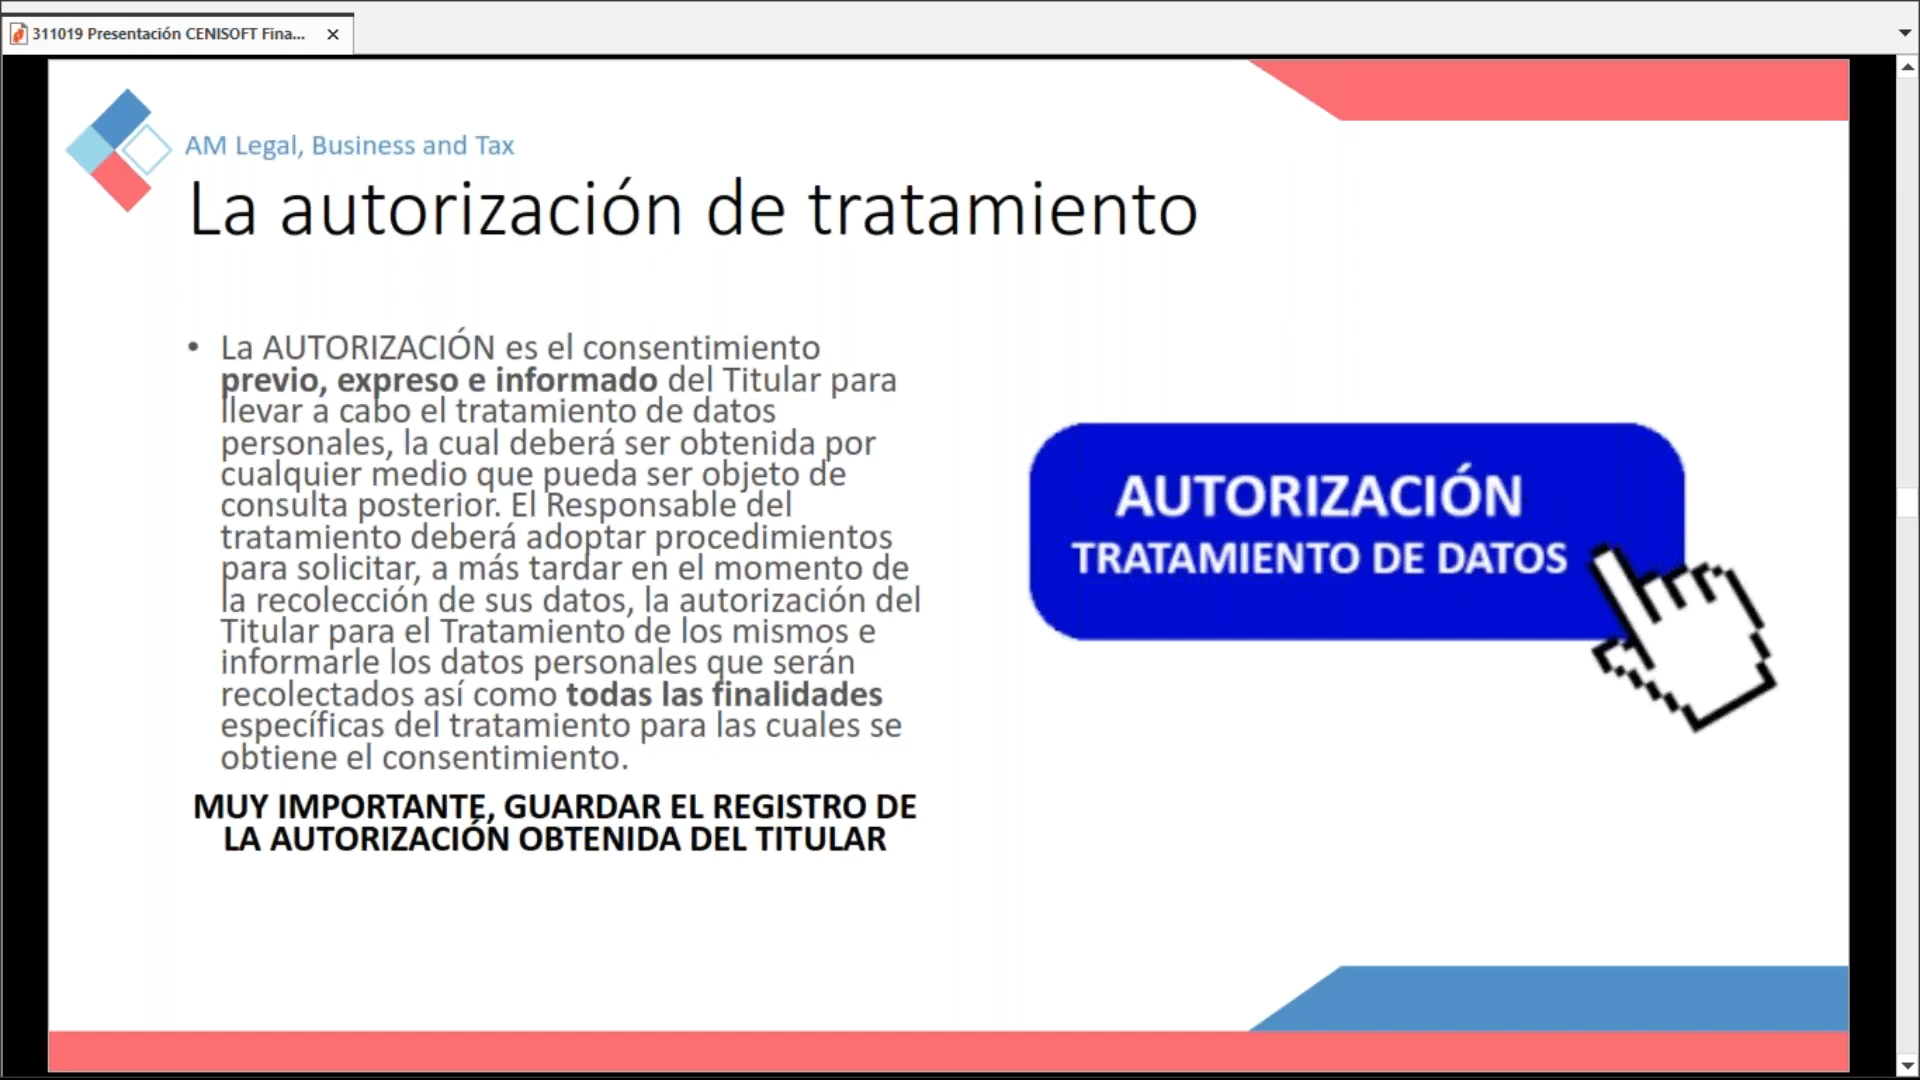 311019 Presentación CENISOFT Fina...
AM Legal, Business and Tax
La autorización de tratamiento
• La AUTORIZACIÓN es el consentimiento
previo, expreso e informado del Titular para
llevar a cabo el tratamiento de datos
personales, la cual deberá ser obtenida por
cualquier medio que pueda ser objeto de
consulta posterior. El Responsable del
tratamiento deberá adoptar procedimientos
para solicitar, a más tardar en el momento de
la recolección de sus datos, la autorización del
Titular para el Tratamiento de los mismos e
informarle los datos personales que serán
recolectados así como todas las finalidades
específicas del tratamiento para las cuales se
obtiene el consentimiento.
MUY IMPORTANTE, GUARDAR EL REGISTRO DE
LA AUTORIZACIÓN OBTENIDA DEL TITULAR
AUTORIZACIÓN
TRATAMIENTO DE DATOS